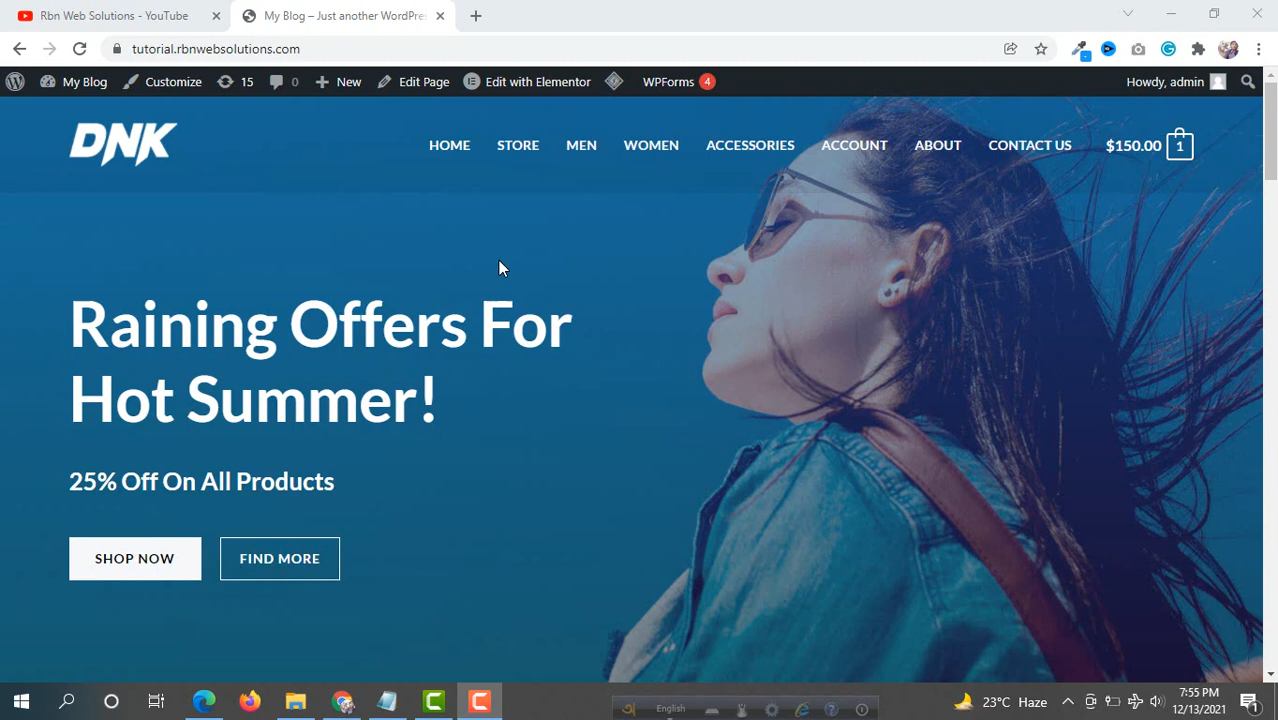 Rbn Web Solutions - YouTube
My Blog – Just another WordPres
tutorial.rbnwebsolutions.com
My Blog
Customize
15
0
New
Edit Page
Edit with Elementor
WPForms 4
Howdy, admin
DNK
HOME
STORE
MEN
WOMEN
ACCESSORIES
ACCOUNT
ABOUT
CONTACT US
$150.00 1
Raining Offers For
Hot Summer!
25% Off On All Products
SHOP NOW
FIND MORE
English
23°C Haze
7:55 PM
12/13/2021
1